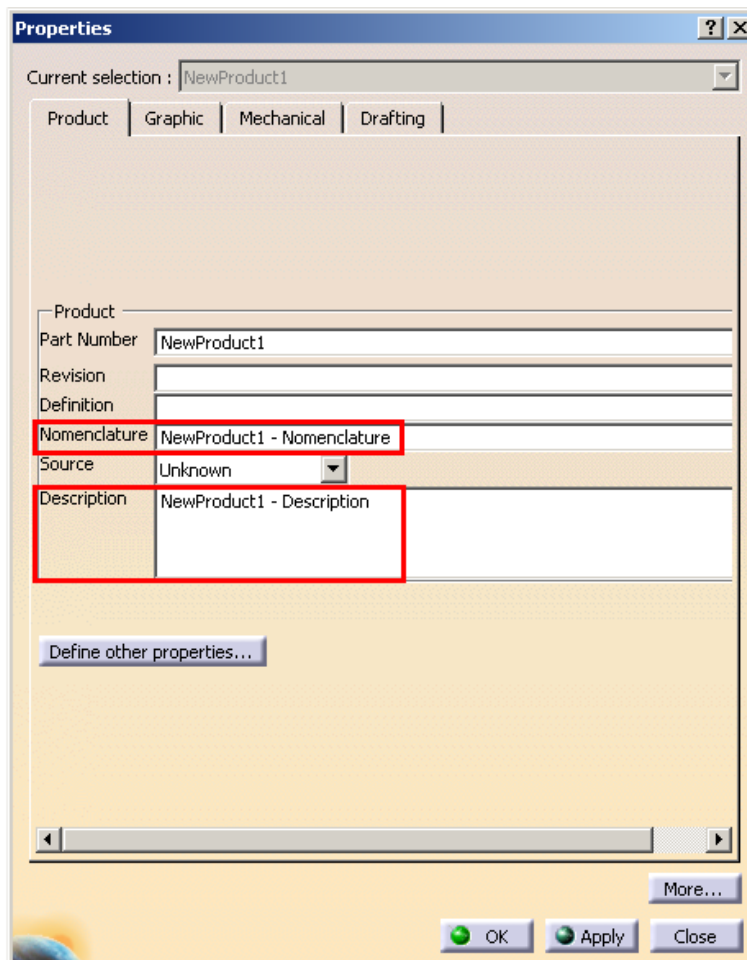 Properties
Current selection : NewProduct1
Product Graphic Mechanical Drafting
Product
Part Number NewProduct1
Revision
Definition
Nomenclature NewProduct1 - Nomenclature
Source Unknown
Description NewProduct1 - Description
Define other properties...
More...
OK Apply Close